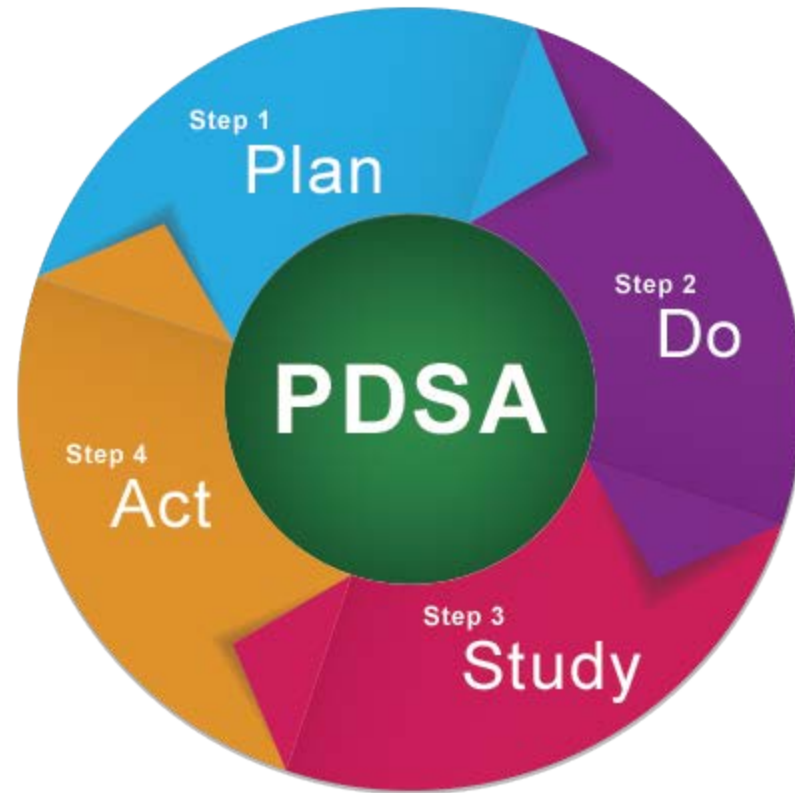 Step 1
Plan
Step 2
Do
PDSA
Step 3
Study
Step 4
Act